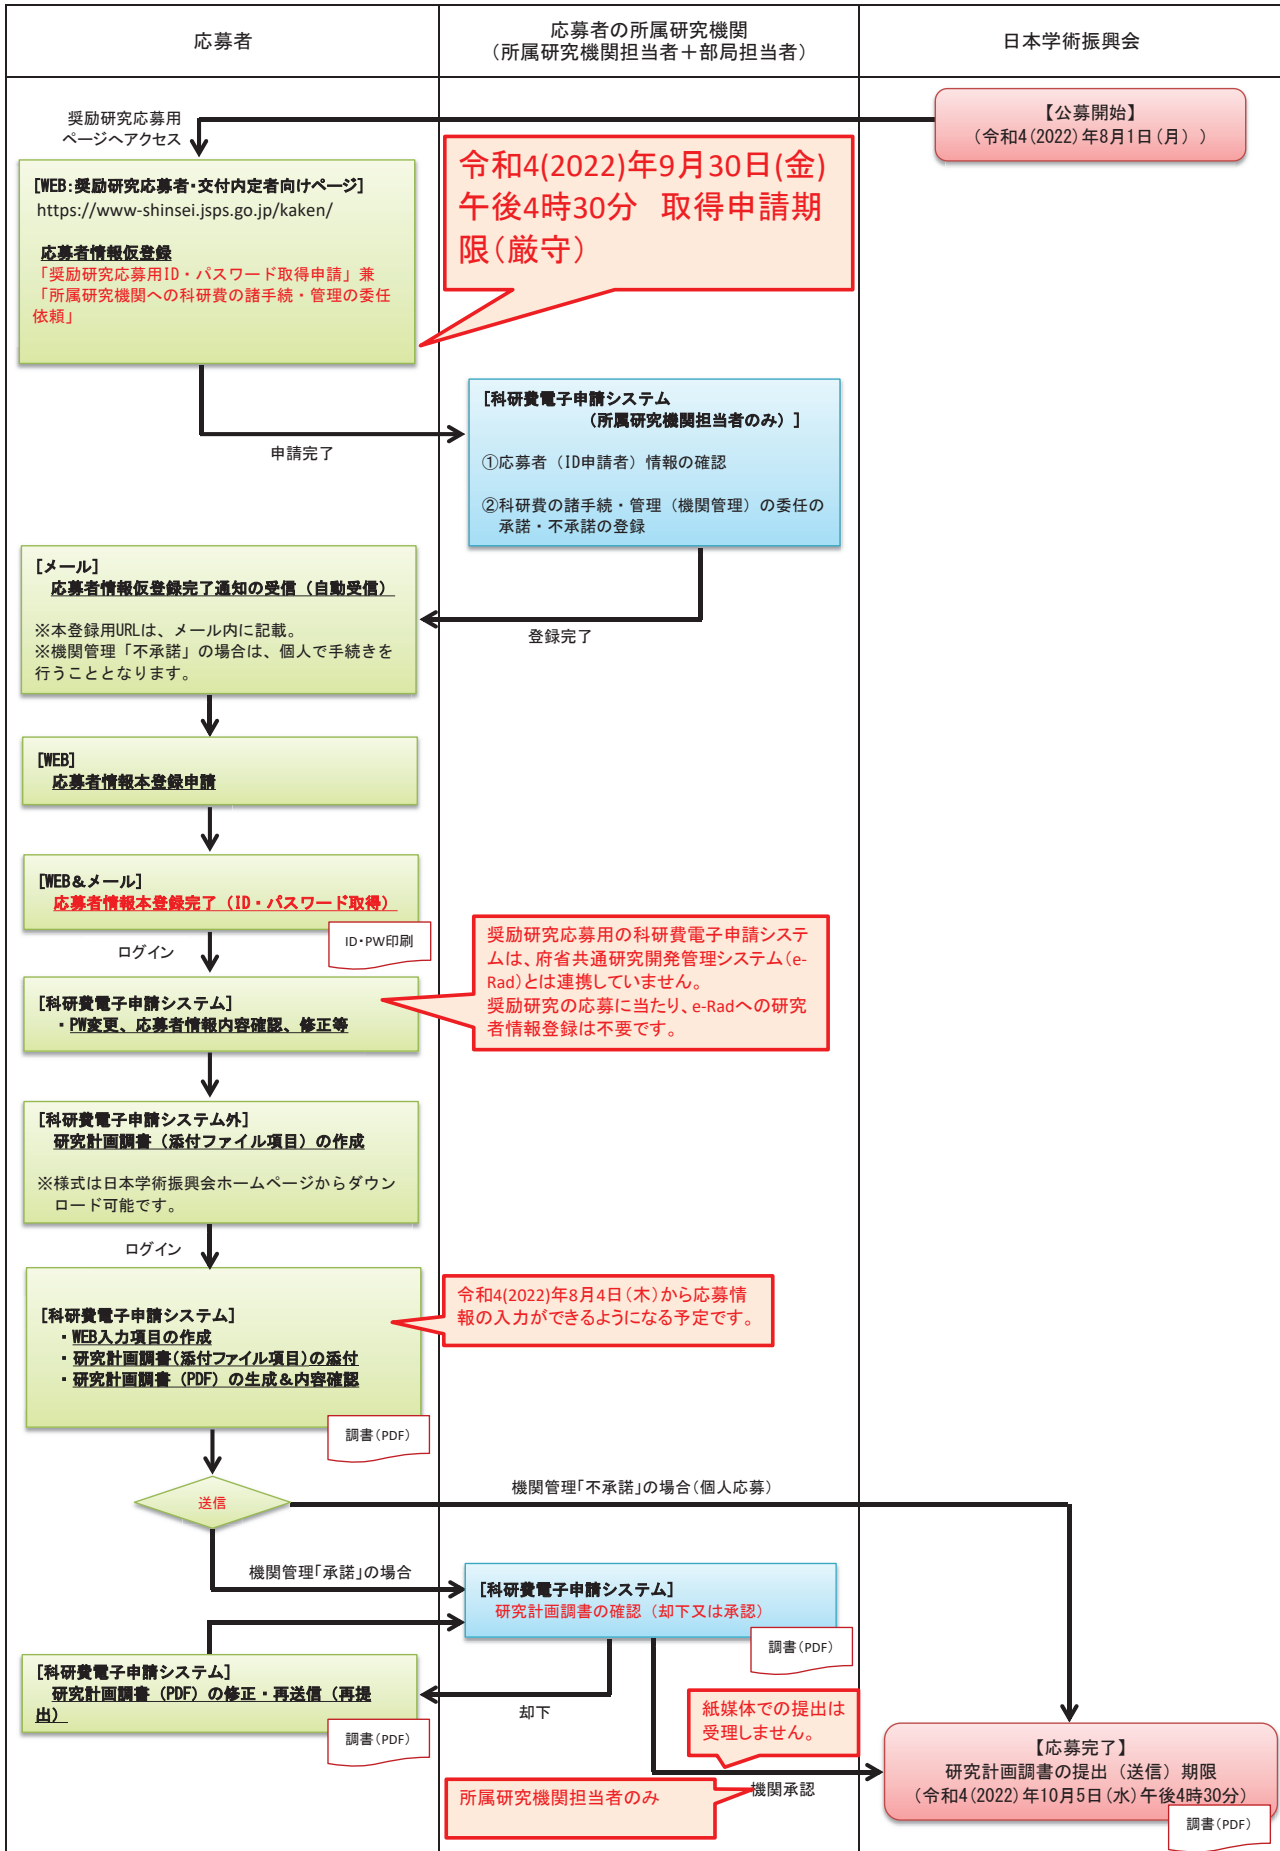 応募者
応募者の所属研究機関
（所属研究機関担当者＋部局担当者）
日本学術振興会
【公募開始】
（令和4(2022)年8月1日(月)）
奨励研究応募用
ページへアクセス
[WEB:奨励研究応募者・交付内定者向けページ]
https://www-shinsei.jsps.go.jp/kaken/
応募者情報仮登録
「奨励研究応募用ID・パスワード取得申請」兼
「所属研究機関への科研費の諸手続・管理の委任
依頼」
令和4(2022)年9月30日(金)
午後4時30分　取得申請期
限(厳守)
申請完了
[科研費電子申請システム
（所属研究機関担当者のみ）]
①応募者（ID申請者）情報の確認
②科研費の諸手続・管理（機関管理）の委任の
承諾・不承諾の登録
登録完了
[メール]
応募者情報仮登録完了通知の受信（自動受信）
※本登録用URLは、メール内に記載。
※機関管理「不承諾」の場合は、個人で手続きを
行うこととなります。
[WEB]
応募者情報本登録申請
[WEB＆メール]
応募者情報本登録完了（ID・パスワード取得）
ID・PW印刷
ログイン
[科研費電子申請システム]
・PW変更、応募者情報内容確認、修正等
奨励研究応募用の科研費電子申請システ
ムは、府省共通研究開発管理システム(e-
Rad)とは連携していません。
奨励研究の応募に当たり、e-Radへの研究
者情報登録は不要です。
[科研費電子申請システム外]
研究計画調書（添付ファイル項目）の作成
※様式は日本学術振興会ホームページからダウン
ロード可能です。
ログイン
[科研費電子申請システム]
・WEB入力項目の作成
・研究計画調書(添付ファイル項目)の添付
・研究計画調書（PDF）の生成＆内容確認
調書(PDF)
令和4(2022)年8月4日(木)から応募情
報の入力ができるようになる予定です。
送信
機関管理「不承諾」の場合(個人応募)
機関管理「承諾」の場合
[科研費電子申請システム]
研究計画調書の確認（却下又は承認）
調書(PDF)
[科研費電子申請システム]
研究計画調書（PDF）の修正・再送信（再提
出）
調書(PDF)
却下
紙媒体での提出は
受理しません。
機関承認
所属研究機関担当者のみ
【応募完了】
研究計画調書の提出（送信）期限
（令和4(2022)年10月5日(水)午後4時30分）
調書(PDF)